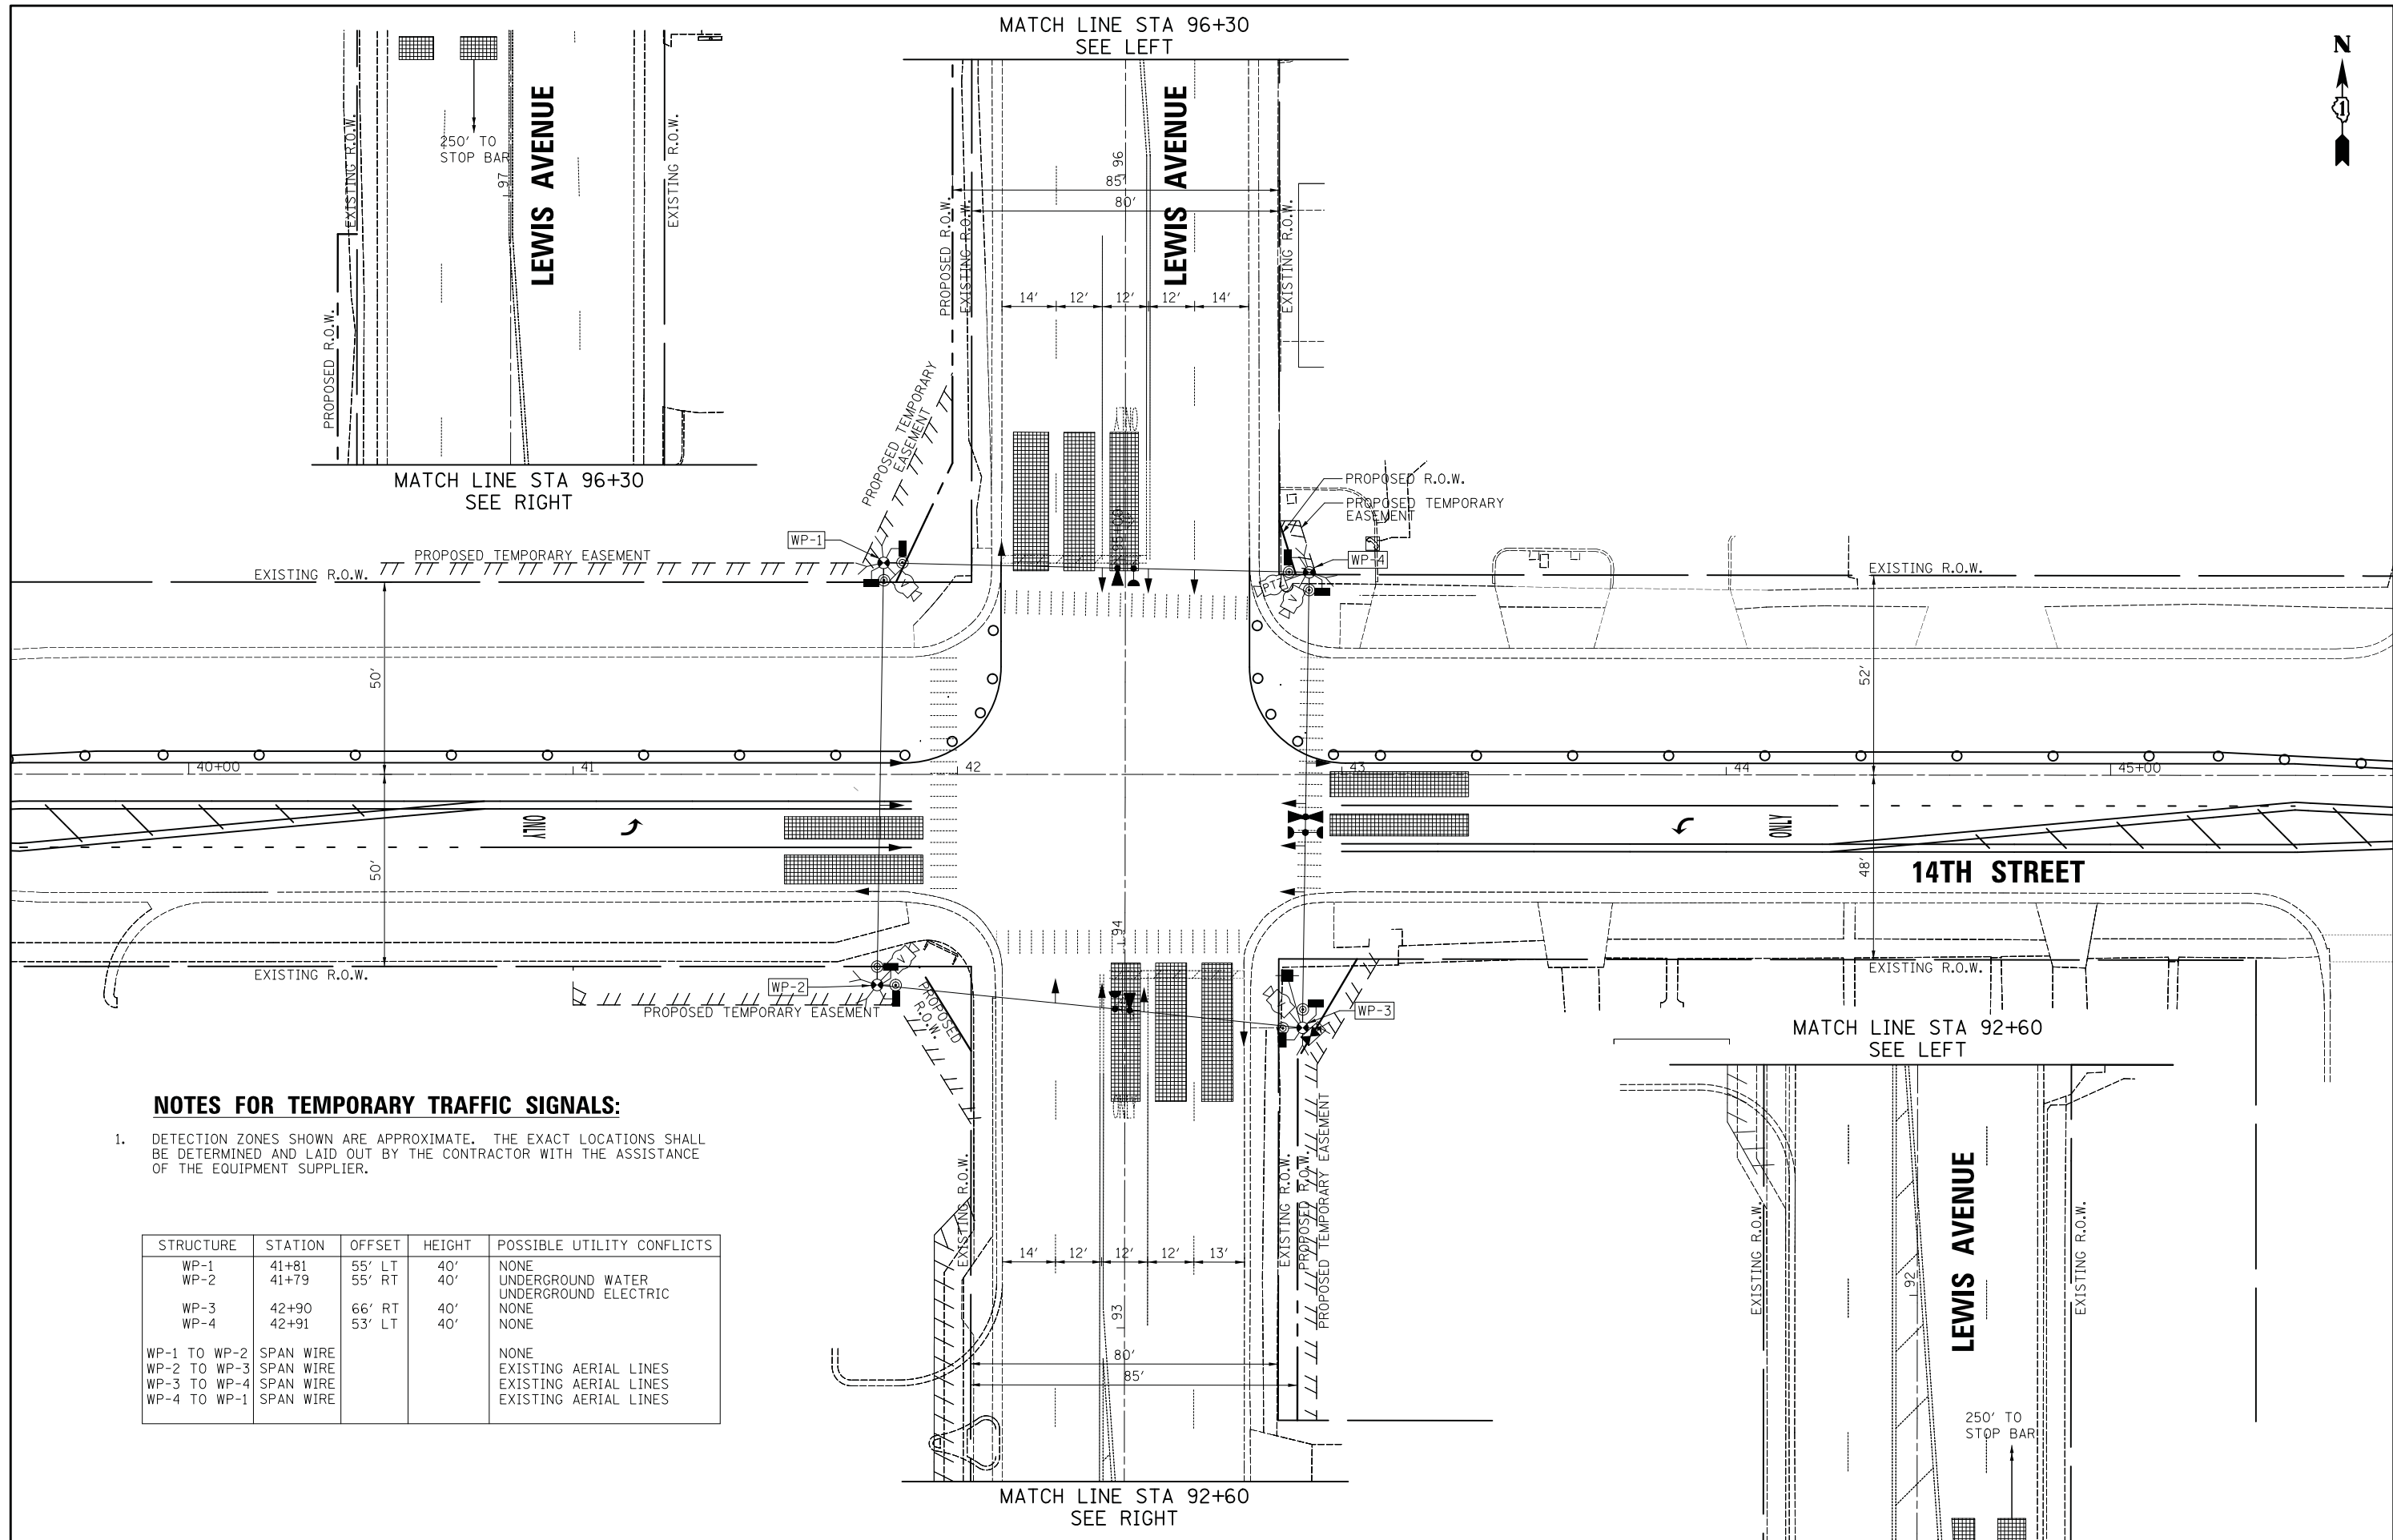 MATCH LINE STA 96+30
SEE LEFT
N
1
LEWIS AVENUE
EXISTING R.O.W.
EXISTING R.O.W.
PROPOSED R.O.W.
250' TO
STOP BAR
97
MATCH LINE STA 96+30
SEE RIGHT
LEWIS AVENUE
96
85'
80'
PROPOSED R.O.W.
EXISTING R.O.W.
EXISTING R.O.W.
14'
12'
12'
12'
14'
PROPOSED TEMPORARY
EASEMENT
PROPOSED R.O.W.
PROPOSED TEMPORARY
EASEMENT
95+00
WP-1
WP-4
PROPOSED TEMPORARY EASEMENT
EXISTING R.O.W.
EXISTING R.O.W.
V
PTZ
V
50'
52'
40+00
41
42
43
44
45+00
ONLY
ONLY
50'
48'
14TH STREET
94
EXISTING R.O.W.
EXISTING R.O.W.
V
V
WP-2
WP-3
PROPOSED TEMPORARY EASEMENT
PROPOSED
R.O.W.
MATCH LINE STA 92+60
SEE LEFT
NOTES FOR TEMPORARY TRAFFIC SIGNALS:
1. DETECTION ZONES SHOWN ARE APPROXIMATE. THE EXACT LOCATIONS SHALL
BE DETERMINED AND LAID OUT BY THE CONTRACTOR WITH THE ASSISTANCE
OF THE EQUIPMENT SUPPLIER.
STRUCTURE STATION OFFSET HEIGHT POSSIBLE UTILITY CONFLICTS
WP-1 41+81 55' LT 40' NONE
WP-2 41+79 55' RT 40' UNDERGROUND WATER
UNDERGROUND ELECTRIC
WP-3 42+90 66' RT 40' NONE
WP-4 42+91 53' LT 40' NONE
WP-1 TO WP-2 SPAN WIRE NONE
WP-2 TO WP-3 SPAN WIRE EXISTING AERIAL LINES
WP-3 TO WP-4 SPAN WIRE EXISTING AERIAL LINES
WP-4 TO WP-1 SPAN WIRE EXISTING AERIAL LINES
EXISTING R.O.W.
EXISTING R.O.W.
PROPOSED R.O.W.
PROPOSED TEMPORARY EASEMENT
14'
12'
12'
12'
13'
93
80'
85'
MATCH LINE STA 92+60
SEE RIGHT
EXISTING R.O.W.
92
LEWIS AVENUE
EXISTING R.O.W.
250' TO
STOP BAR